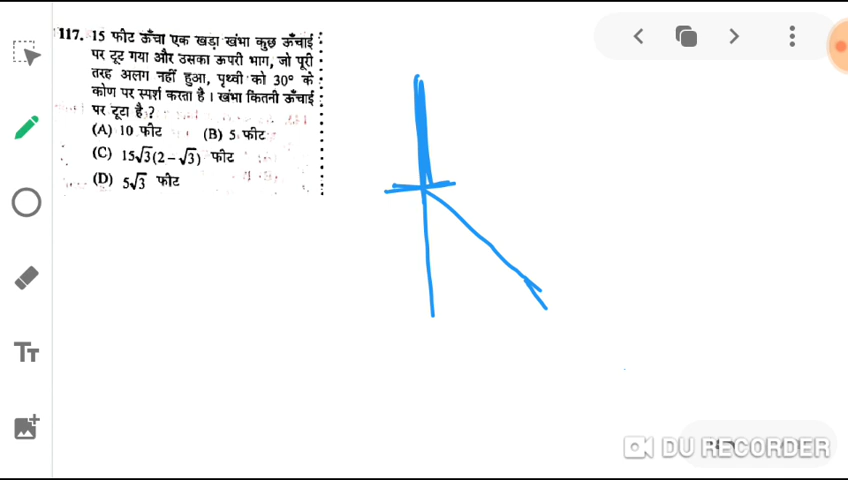 117. 15 फीट ऊँचा एक खड़ा खंभा कुछ ऊँचाई
पर टूट गया और उसका ऊपरी भाग, जो पूरी
तरह अलग नहीं हुआ, पृथ्वी को 30° के
कोण पर स्पर्श करता है। खंभा कितनी ऊँचाई
पर टूटा है?
(A) 10 फीट (B) 5 फीट
(C) 15√3(2 – √3) फीट
(D) 5√3 फीट
TT
DU RECORDER